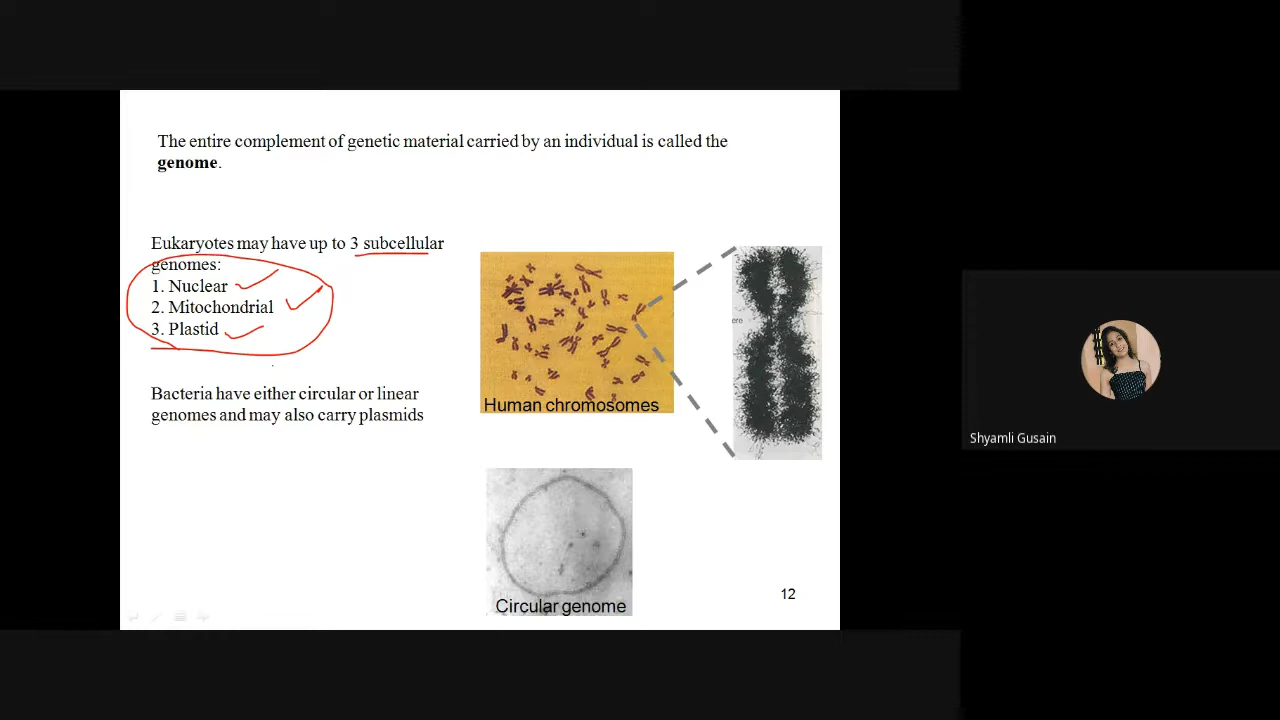 The entire complement of genetic material carried by an individual is called the
genome.
Eukaryotes may have up to 3 subcellular
genomes:
1. Nuclear
2. Mitochondrial
3. Plastid
Bacteria have either circular or linear
genomes and may also carry plasmids
Human chromosomes
ere
Circular genome
12
Shyamli Gusain